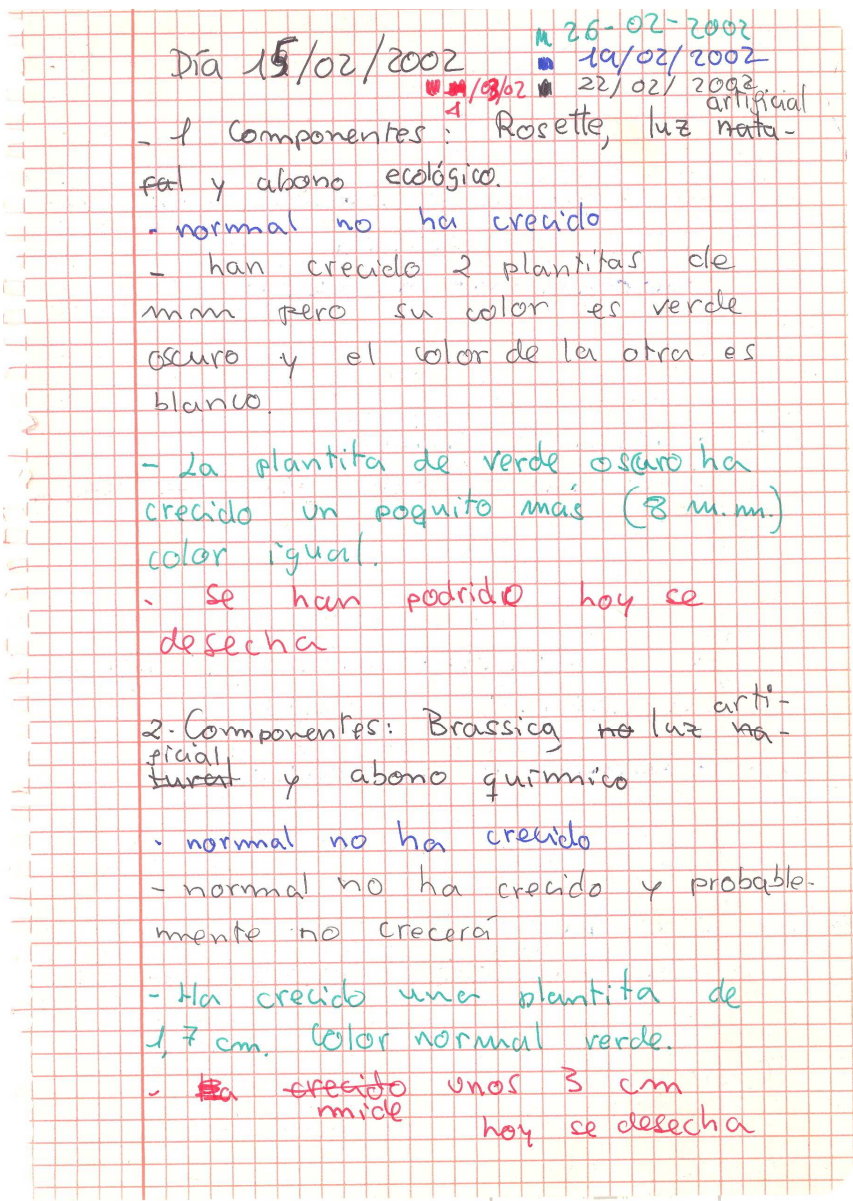 26-02-2002
Día 15/02/2002
19/02/2002
/03/02
22/02/2002
1
artificial
- 1 Componentes: Rosette, luz natu-
ral y abono ecológico.
- normal no ha crecido
- han crecido 2 plantitas de
mm pero su color es verde
oscuro y el color de la otra es
blanco.
- La plantita de verde oscuro ha
crecido un poquito más (8 m.m.)
color igual.
- se han podrido hoy se
desecha
arti-
2. Componentes: Brassica no luz na-
ficial
tural y abono químico
- normal no ha crecido
- normal no ha crecido y probable-
mente no crecerá
- Ha crecido una plantita de
1,7 cm. Color normal verde.
- Ha crecido unos 3 cm
mide
hoy se desecha